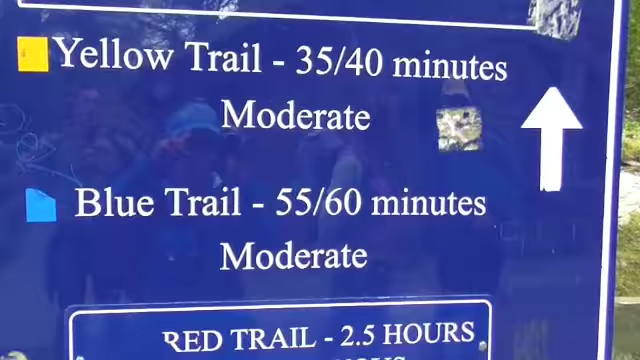 Yellow Trail - 35/40 minutes
Moderate
Blue Trail - 55/60 minutes
Moderate
RED TRAIL - 2.5 HOURS